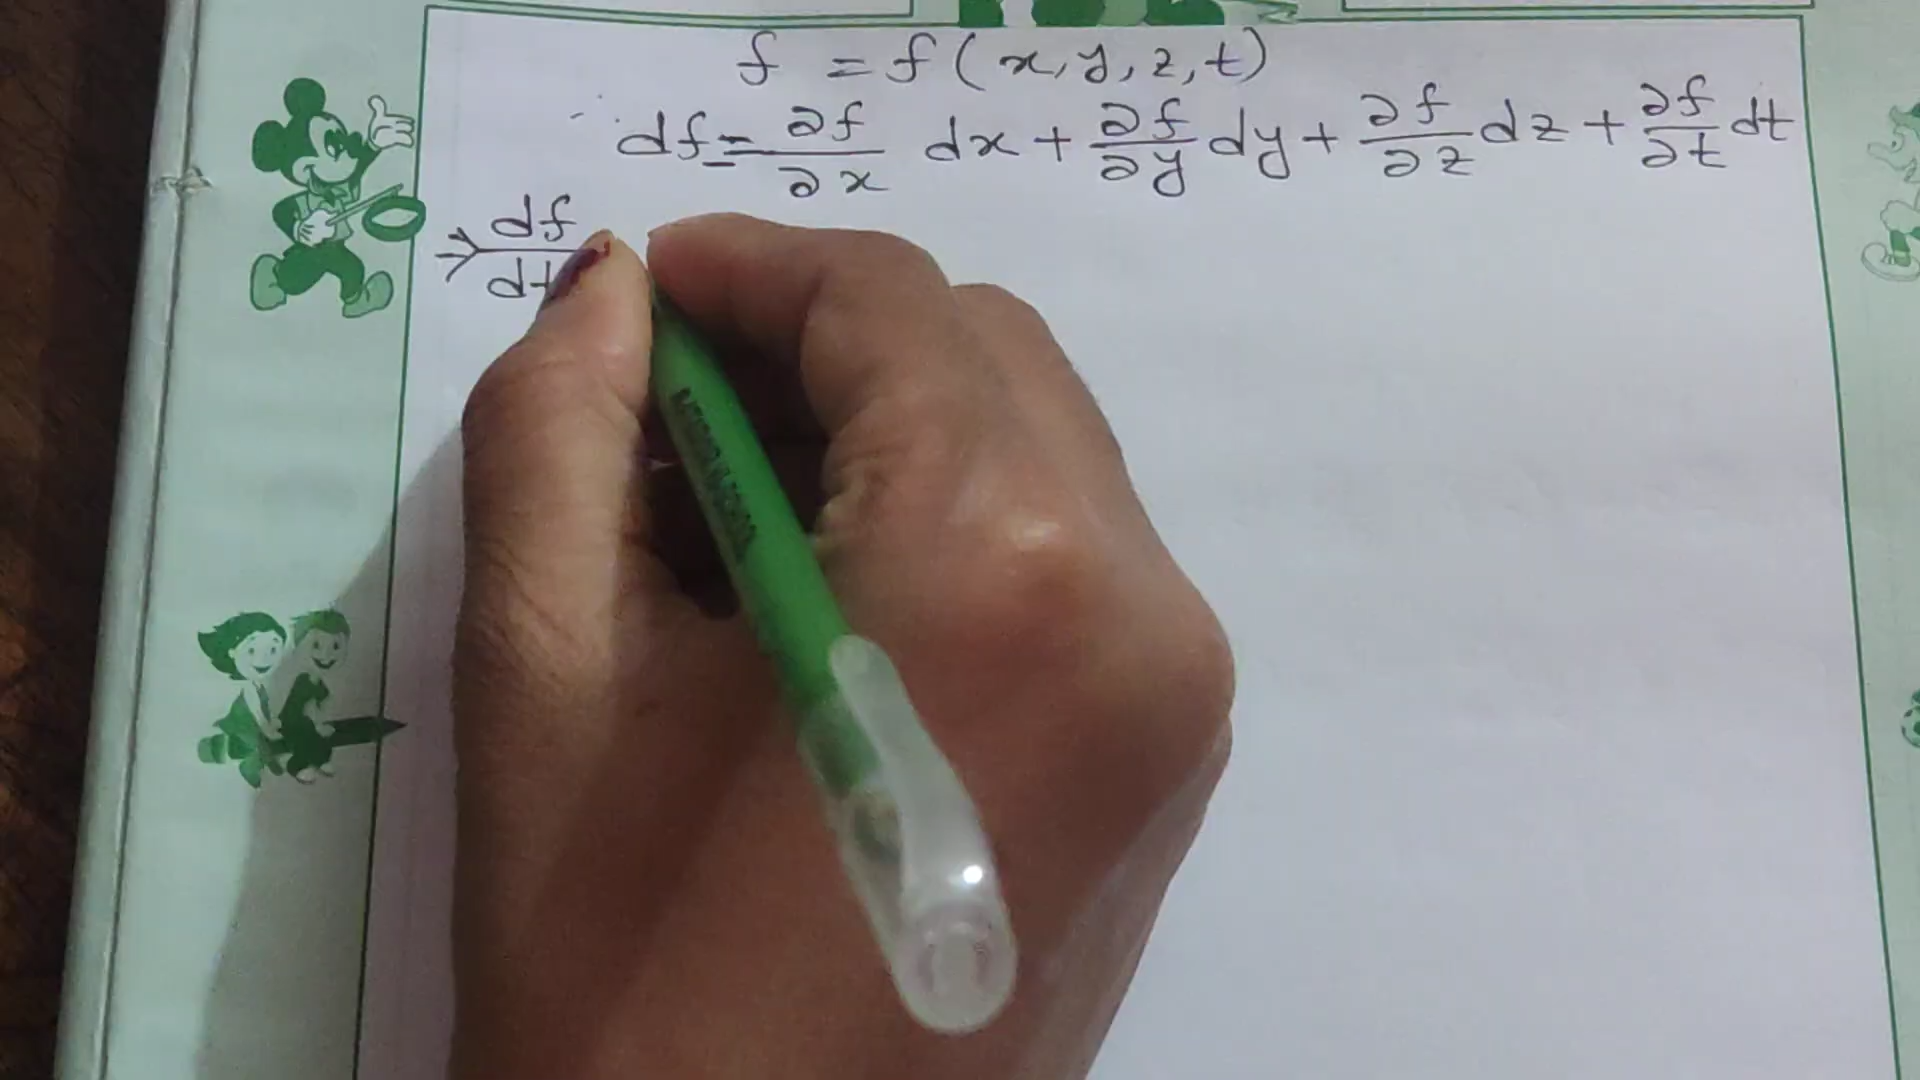 f = f(x, y, z, t)
∴ df = ∂f/∂x dx + ∂f/∂y dy + ∂f/∂z dz + ∂f/∂t dt
⇒ df/dt